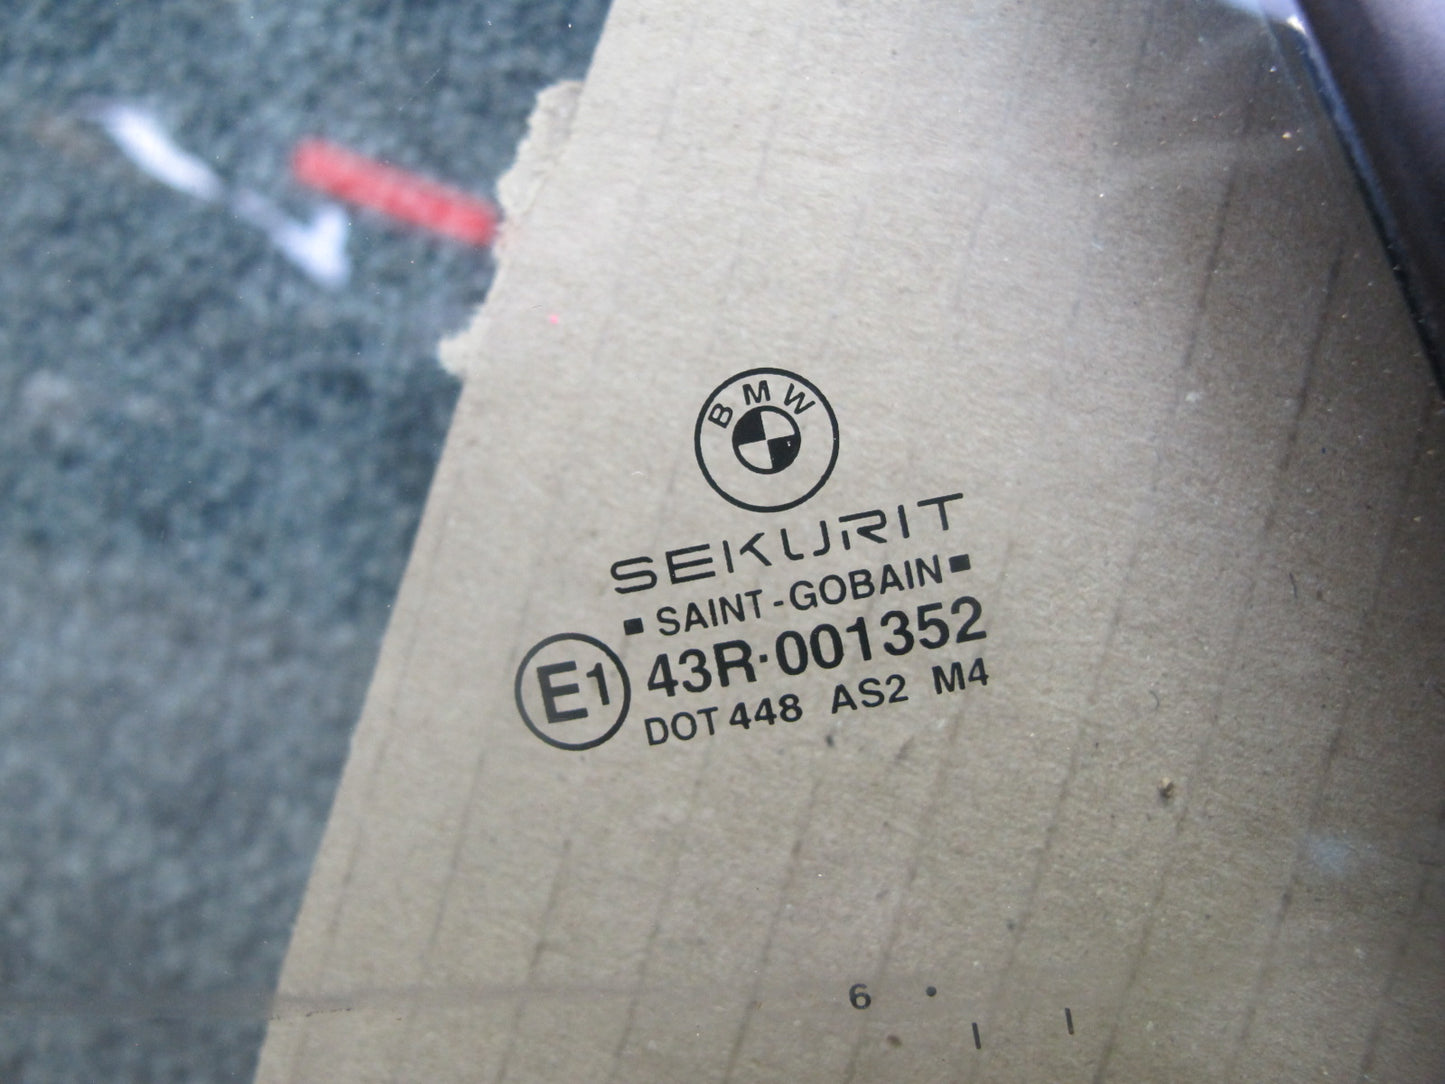 BMW
SEKURIT
▪ SAINT-GOBAIN ▪
E1 43R·001352
DOT 448 AS2 M4
6 •
| |